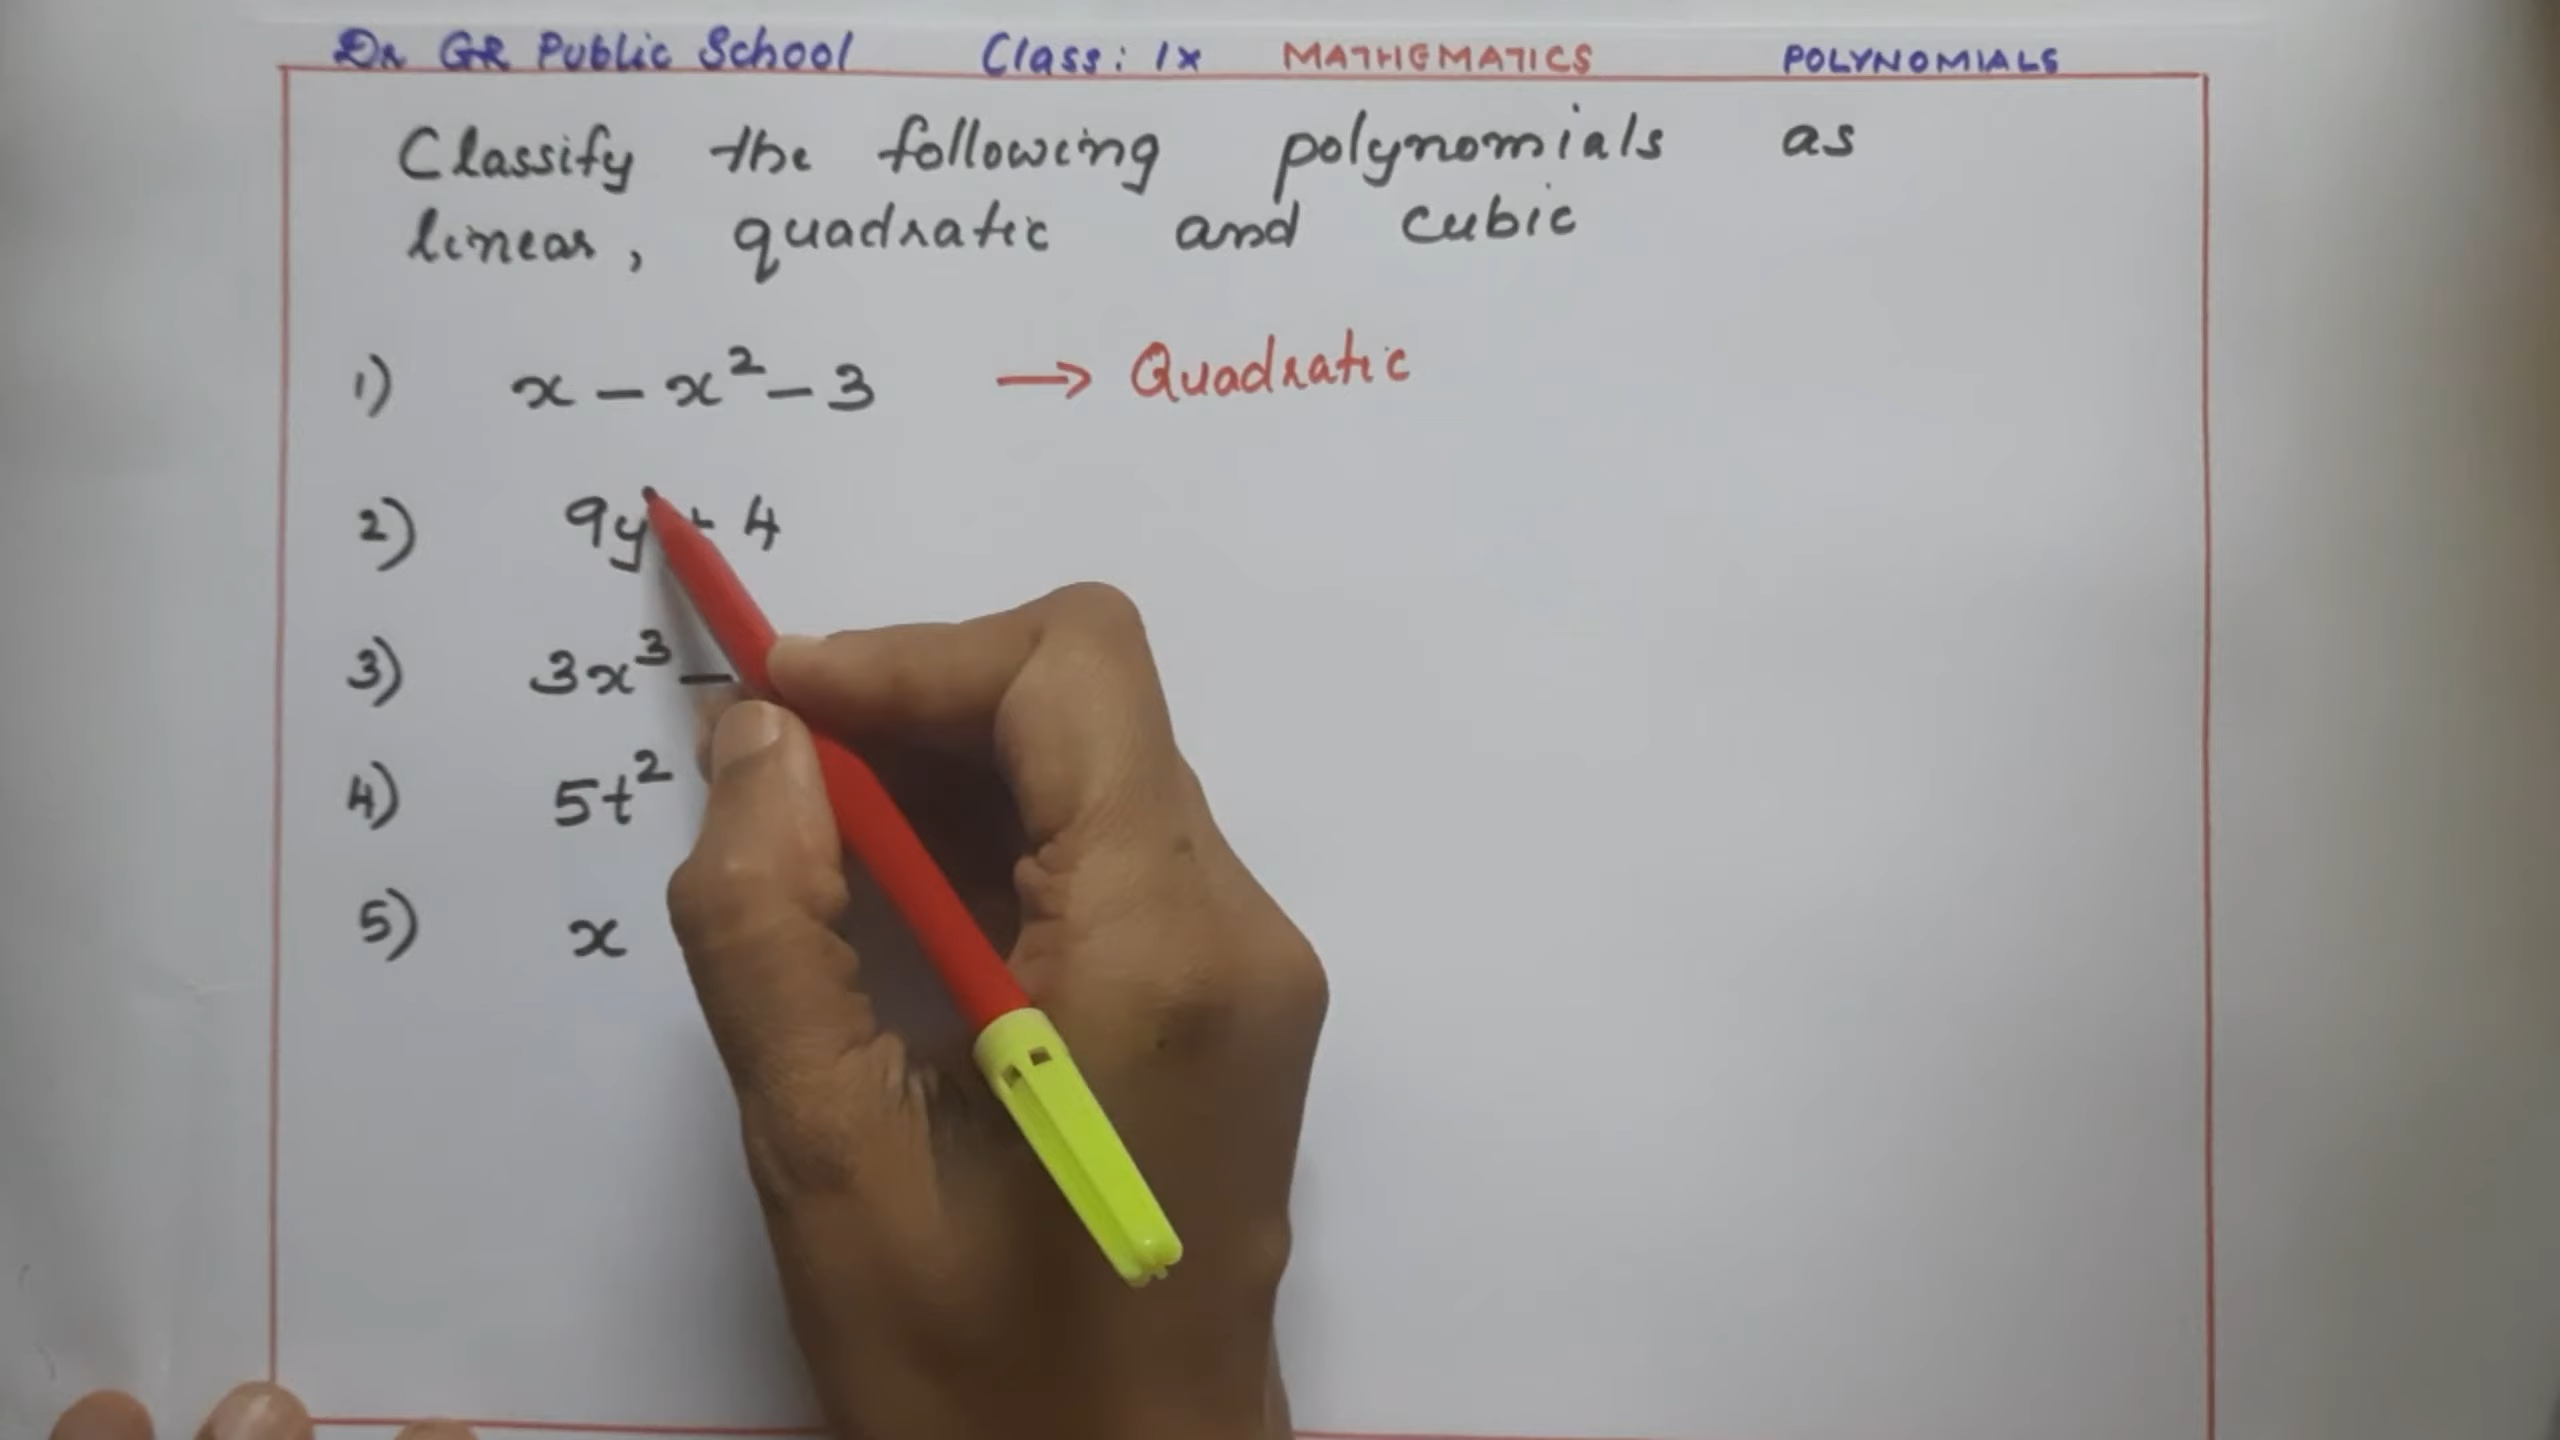 Dr GR Public School Class: IX MATHEMATICS POLYNOMIALS
Classify the following polynomials as
linear, quadratic and cubic
1) x - x² - 3 → Quadratic
2) 9y + 4
3) 3x³ -
4) 5t²
5) x